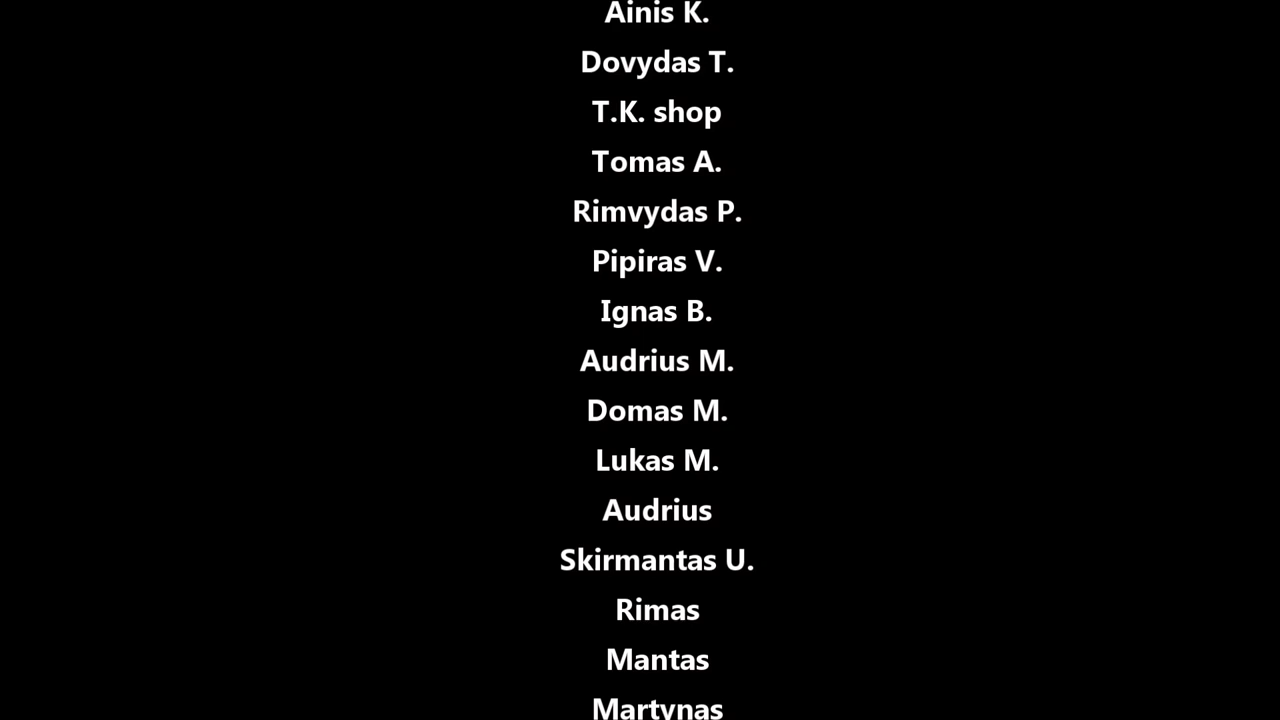 Ainis K.
Dovydas T.
T.K. shop
Tomas A.
Rimvydas P.
Pipiras V.
Ignas B.
Audrius M.
Domas M.
Lukas M.
Audrius
Skirmantas U.
Rimas
Mantas
Martynas